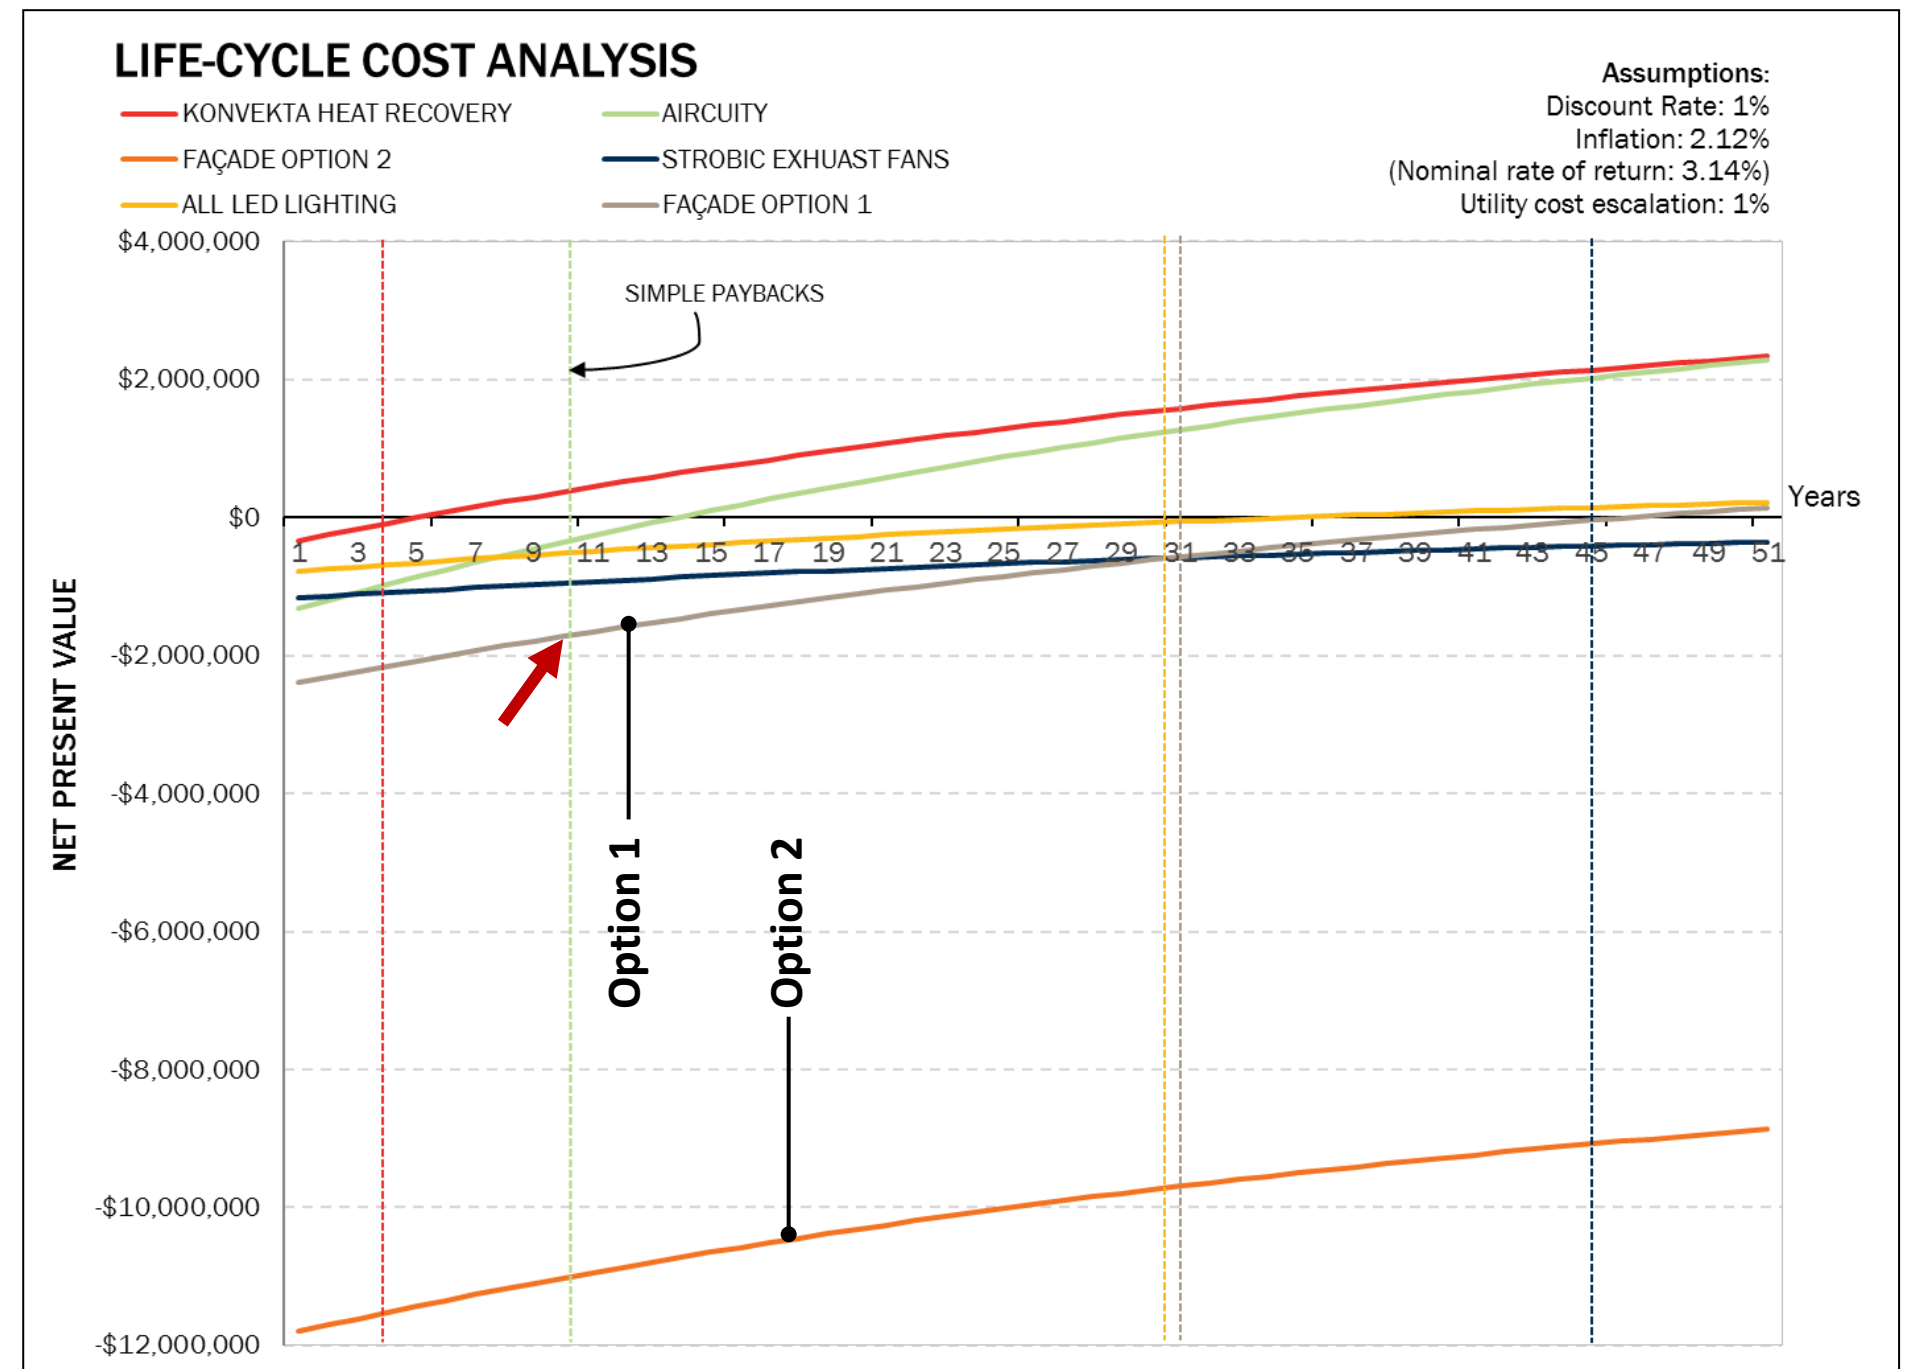 LIFE-CYCLE COST ANALYSIS
Assumptions:
Discount Rate: 1%
Inflation: 2.12%
(Nominal rate of return: 3.14%)
Utility cost escalation: 1%
KONVEKTA HEAT RECOVERY
AIRCUITY
FAÇADE OPTION 2
STROBIC EXHUAST FANS
ALL LED LIGHTING
FAÇADE OPTION 1
$4,000,000
SIMPLE PAYBACKS
$2,000,000
$0
Years
1 3 5 7 9 11 13 15 17 19 21 23 25 27 29 31 33 35 37 39 41 43 45 47 49 51
-$2,000,000
-$4,000,000
-$6,000,000
-$8,000,000
-$10,000,000
-$12,000,000
NET PRESENT VALUE
Option 1
Option 2